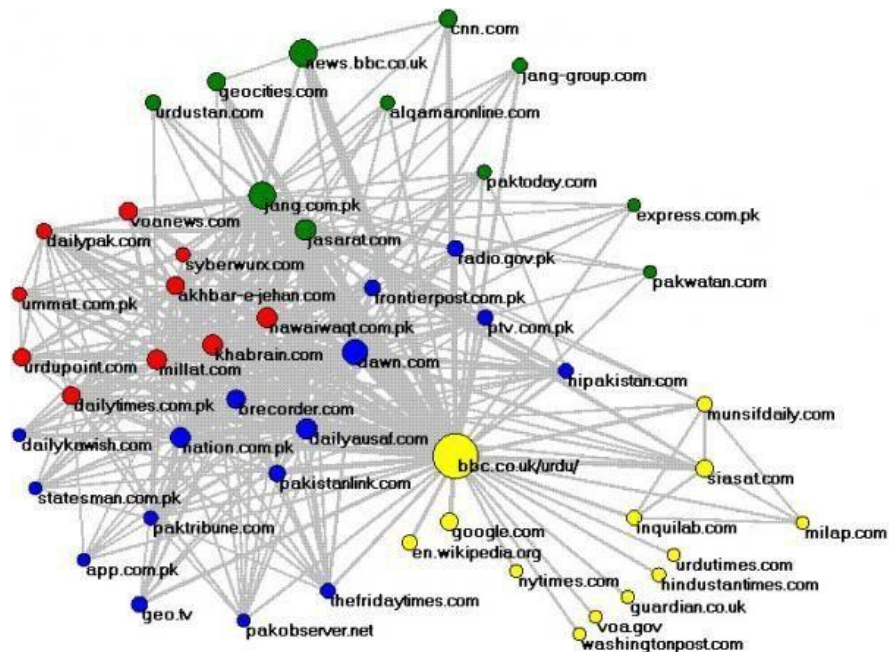 cnn.com
news.bbc.co.uk
jang-group.com
geocities.com
urdustan.com
alqamaronline.com
paktoday.com
jang.com.pk
express.com.pk
voanews.com
dailypak.com
jasarat.com
radio.gov.pk
syberwurx.com
pakwatan.com
akhbar-e-jehan.com
frontierpost.com.pk
ummat.com.pk
nawaiwaqt.com.pk
ptv.com.pk
khabrain.com
urdupoint.com
millat.com
dawn.com
hipakistan.com
dailytimes.com.pk
brecorder.com
munsifdaily.com
dailykawish.com
nation.com.pk
dailyausaf.com
bbc.co.uk/urdu/
siasat.com
pakistanlink.com
statesman.com.pk
paktribune.com
google.com
inquilab.com
milap.com
en.wikipedia.org
urdutimes.com
app.com.pk
nytimes.com
hindustantimes.com
thefridaytimes.com
guardian.co.uk
geo.tv
voa.gov
pakobserver.net
washingtonpost.com